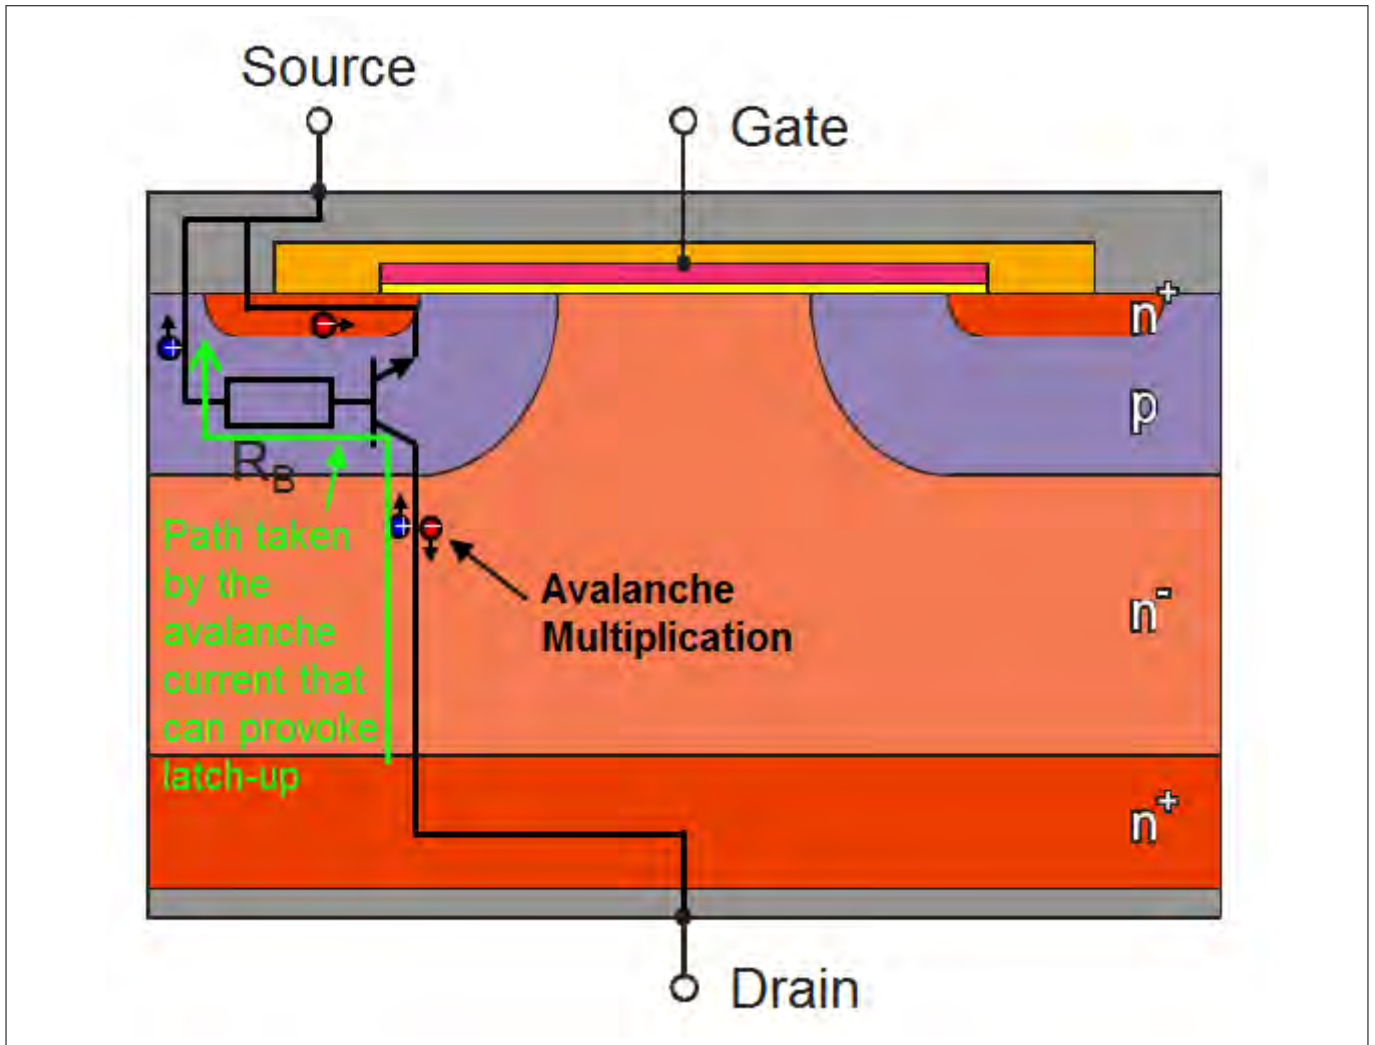 Source
Gate
n+
p
RB
Path taken
by the
avalanche
current that
can provoke
latch-up
Avalanche
Multiplication
n-
n+
Drain